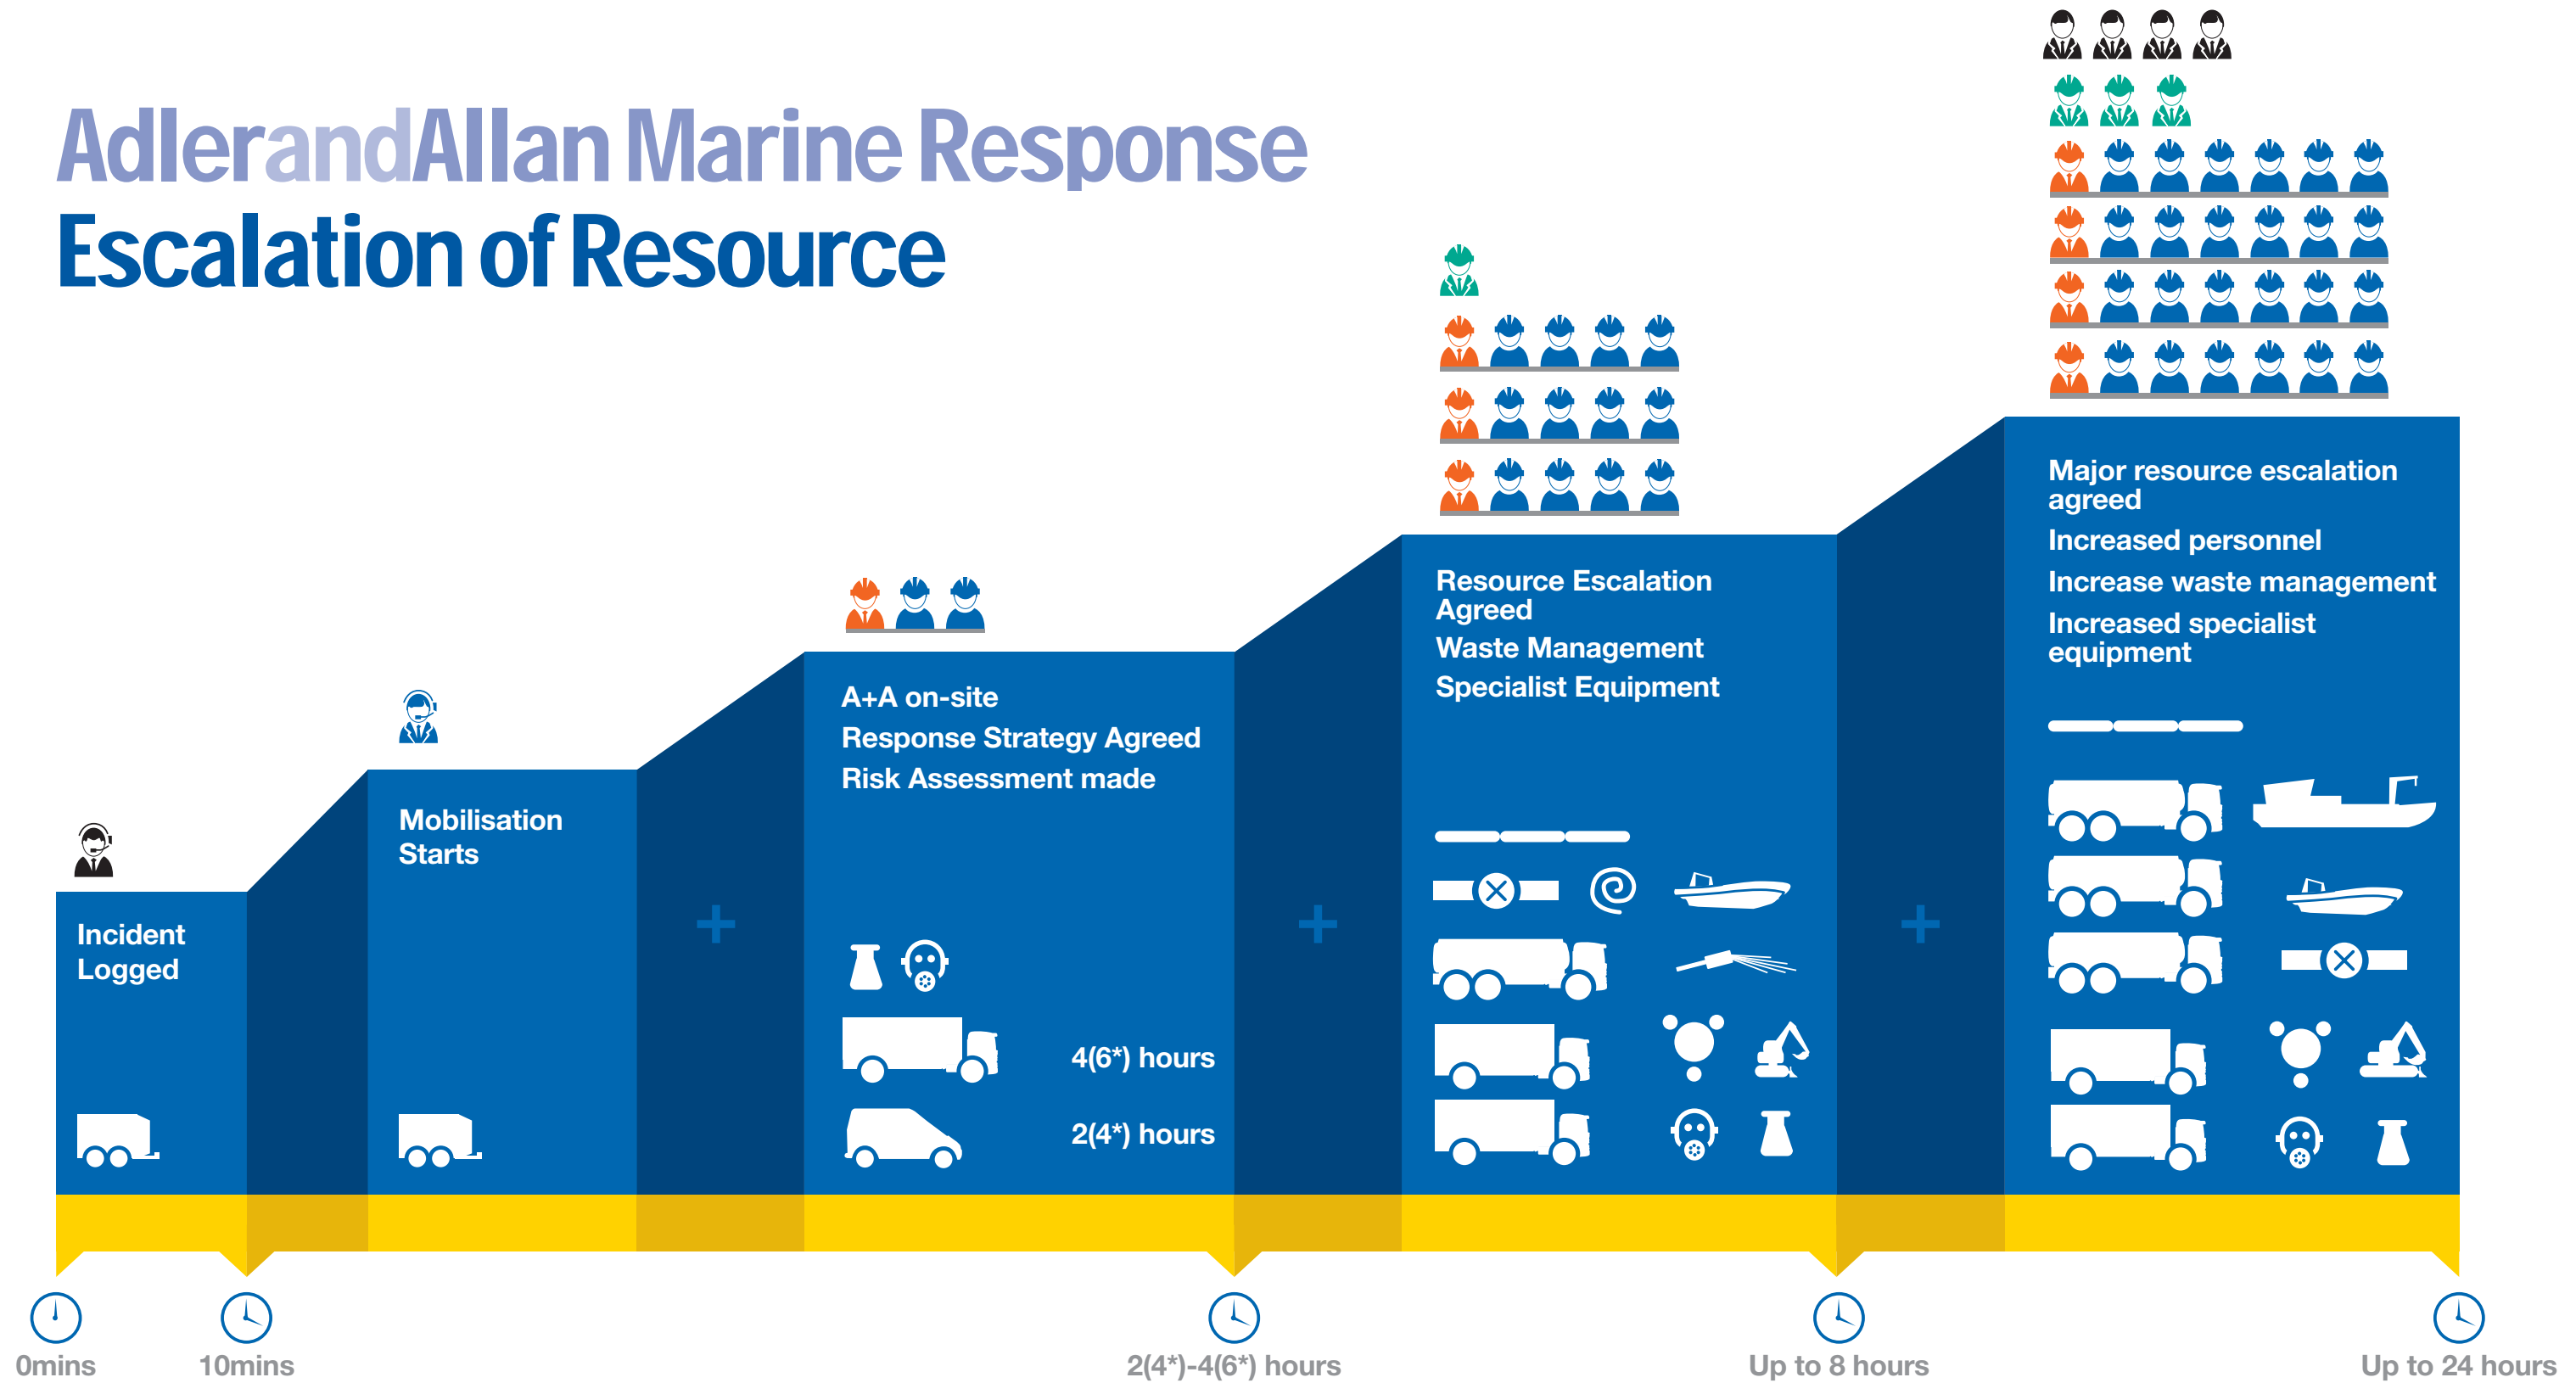 AdlerandAllan Marine Response
Escalation of Resource
Incident
Logged
Mobilisation
Starts
+
A+A on-site
Response Strategy Agreed
Risk Assessment made
4(6*) hours
2(4*) hours
+
Resource Escalation
Agreed
Waste Management
Specialist Equipment
+
Major resource escalation
agreed
Increased personnel
Increase waste management
Increased specialist
equipment
0mins
10mins
2(4*)-4(6*) hours
Up to 8 hours
Up to 24 hours